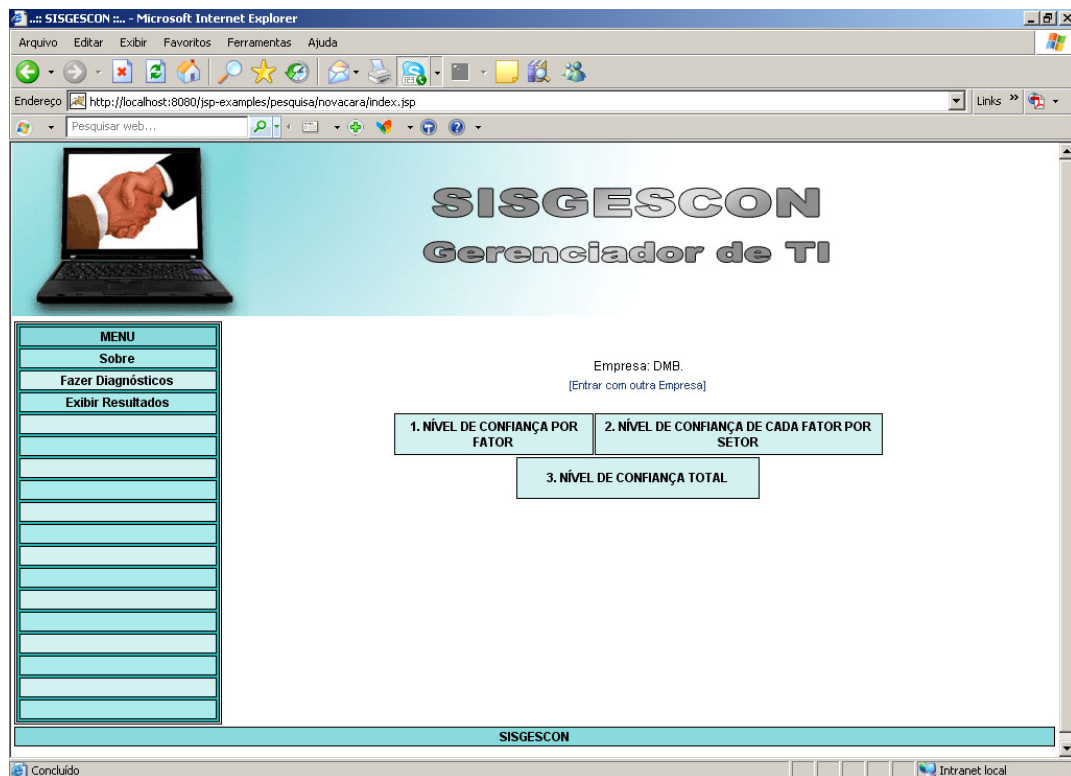 ..:: SISGESCON ::... - Microsoft Internet Explorer
Arquivo Editar Exibir Favoritos Ferramentas Ajuda
Endereço http://localhost:8080/jsp-examples/pesquisa/novacara/index.jsp Links »
Pesquisar web...
SISGESCON
Gerenciador de TI
MENU
Sobre
Fazer Diagnósticos
Exibir Resultados
Empresa: DMB.
[Entrar com outra Empresa]
1. NÍVEL DE CONFIANÇA POR
FATOR
2. NÍVEL DE CONFIANÇA DE CADA FATOR POR
SETOR
3. NÍVEL DE CONFIANÇA TOTAL
SISGESCON
Concluído Intranet local